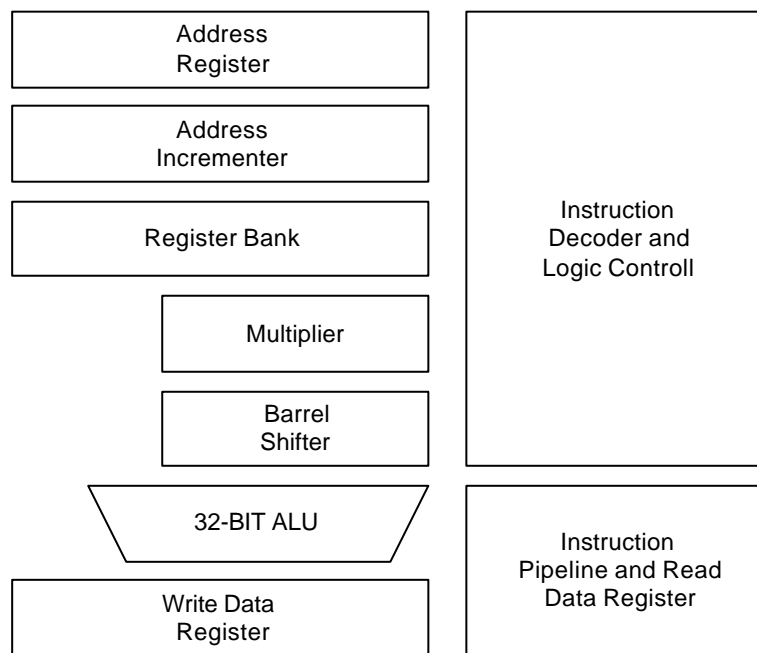 Address
Register
Address
Incrementer
Register Bank
Multiplier
Barrel
Shifter
32-BIT ALU
Write Data
Register
Instruction
Decoder and
Logic Controll
Instruction
Pipeline and Read
Data Register